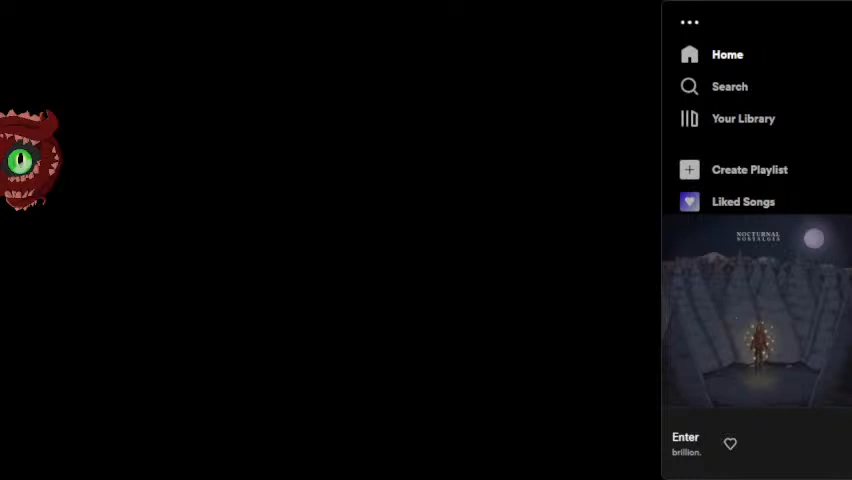 Home
Search
Your Library
Create Playlist
Liked Songs
NOCTURNAL
NOSTALGIA
Enter
brillion.